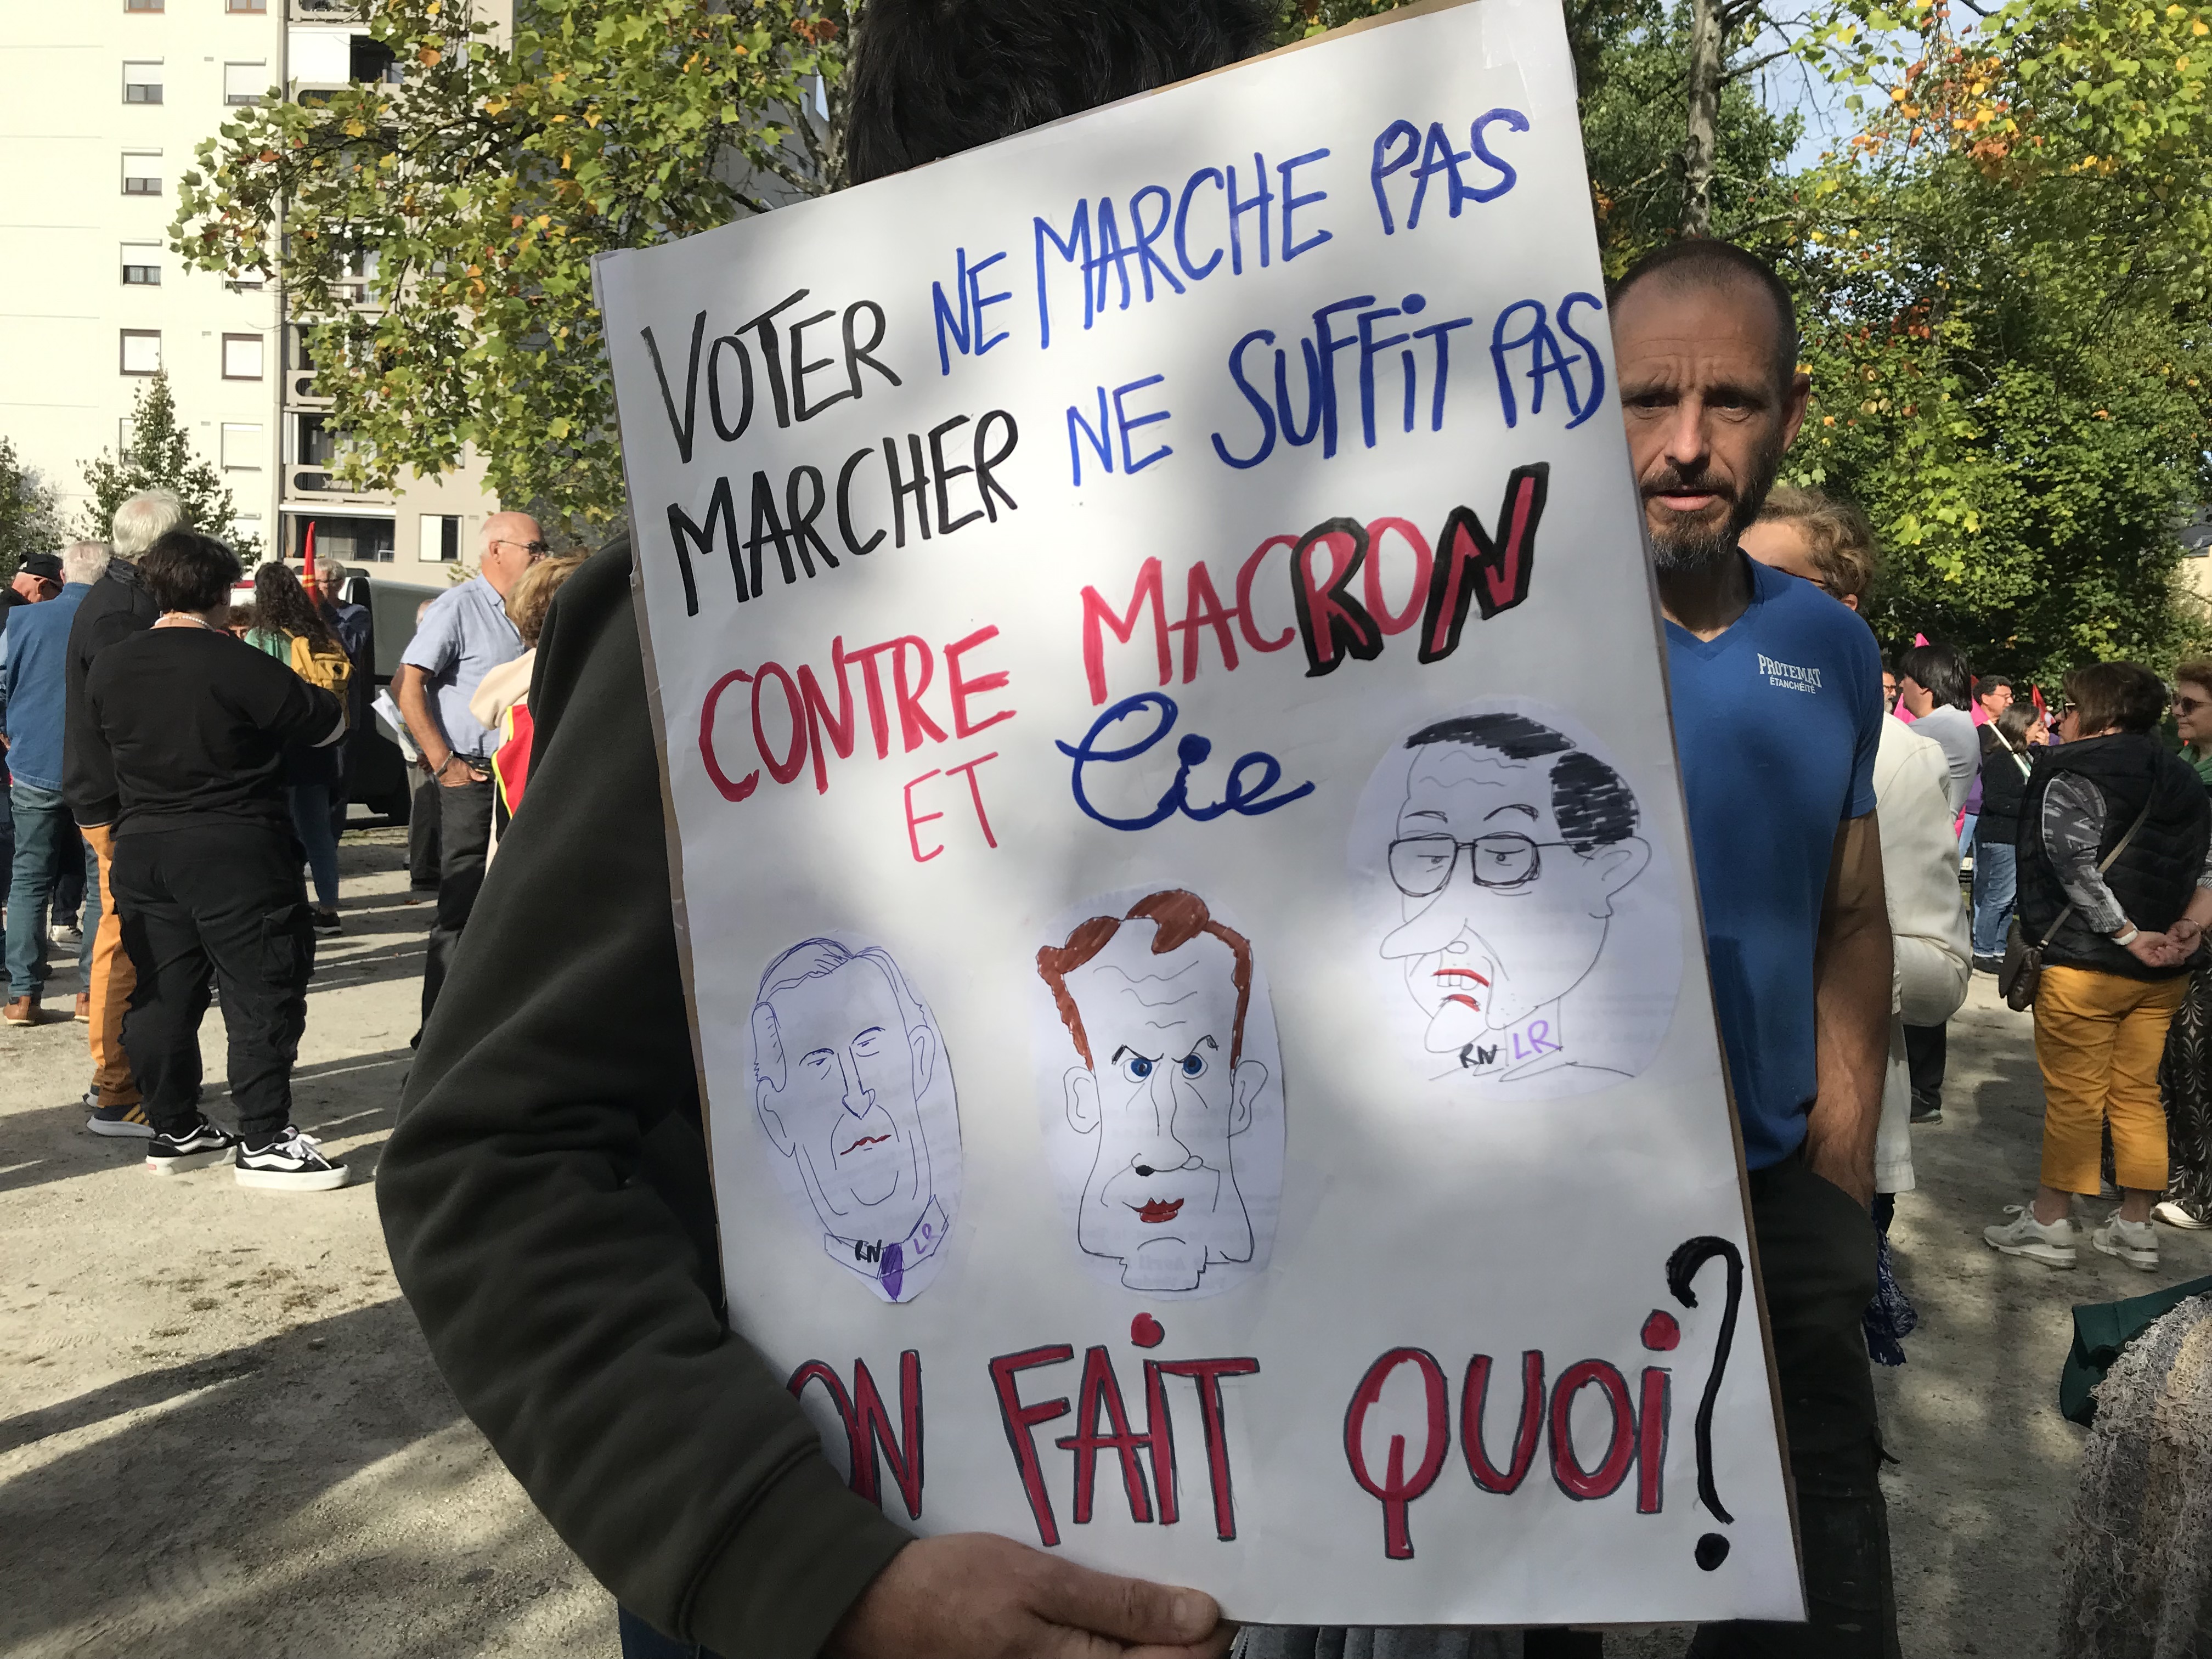 VOTER NE MARCHE PAS
MARCHER NE SUFFiT PAS
CONTRE MACRON
ET Cie
RN LR
RN LR
ON FAiT QUOi?
PROTEMAT
ÉTANCHÉITÉ